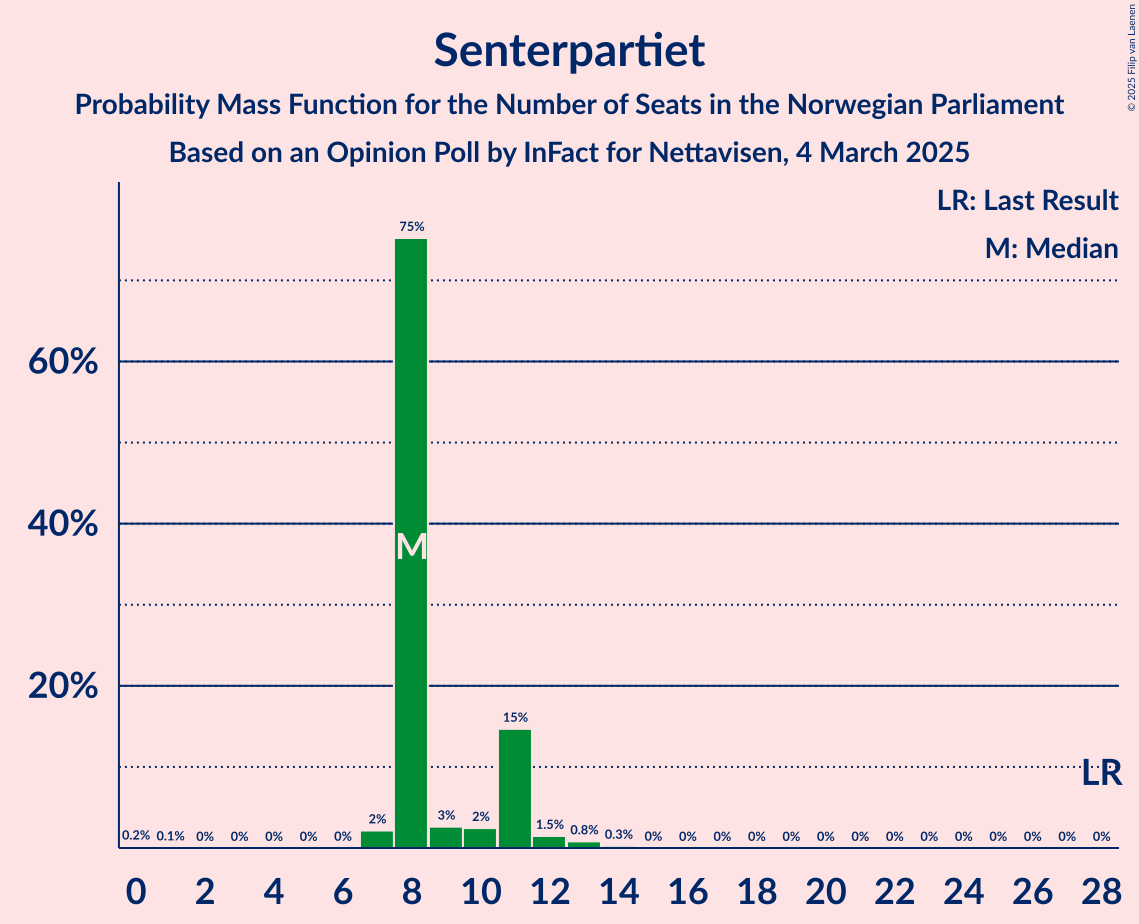 © 2025 Filip van Laenen
Senterpartiet
Probability Mass Function for the Number of Seats in the Norwegian Parliament
Based on an Opinion Poll by InFact for Nettavisen, 4 March 2025
LR: Last Result
M: Median
75%
60%
40%
M
20%
15%
LR
0.2% 0.1% 0% 0% 0% 0% 0% 2% 3% 2% 1.5% 0.8% 0.3% 0% 0% 0% 0% 0% 0% 0% 0% 0% 0% 0% 0% 0% 0%
0 2 4 6 8 10 12 14 16 18 20 22 24 26 28